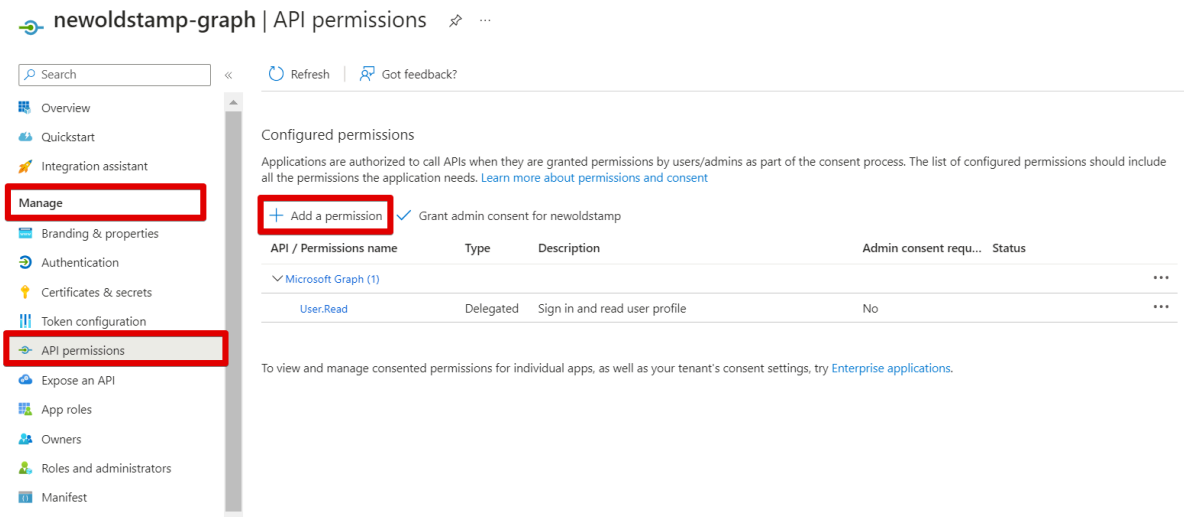 newoldstamp-graph | API permissions
Search
Overview
Quickstart
Integration assistant
Manage
Branding & properties
Authentication
Certificates & secrets
Token configuration
API permissions
Expose an API
App roles
Owners
Roles and administrators
Manifest
Refresh
Got feedback?
Configured permissions
Applications are authorized to call APIs when they are granted permissions by users/admins as part of the consent process. The list of configured permissions should include
all the permissions the application needs. Learn more about permissions and consent
Add a permission
Grant admin consent for newoldstamp
API / Permissions name Type Description Admin consent requ... Status
Microsoft Graph (1)
User.Read Delegated Sign in and read user profile No
To view and manage consented permissions for individual apps, as well as your tenant's consent settings, try Enterprise applications.